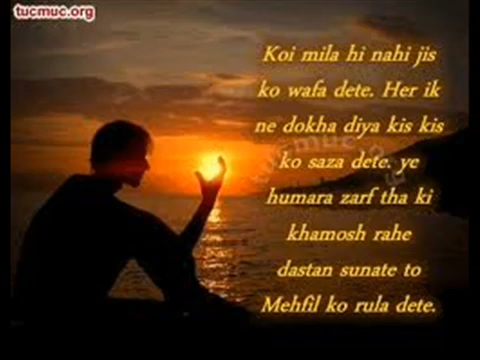 tucmuc.org
Koi mila hi nahi jis
ko wafa dete. Her ik
ne dokha diya kis kis
ko saza dete. ye
humara zarf tha ki
khamosh rahe
dastan sunate to
Mehfil ko rula dete.